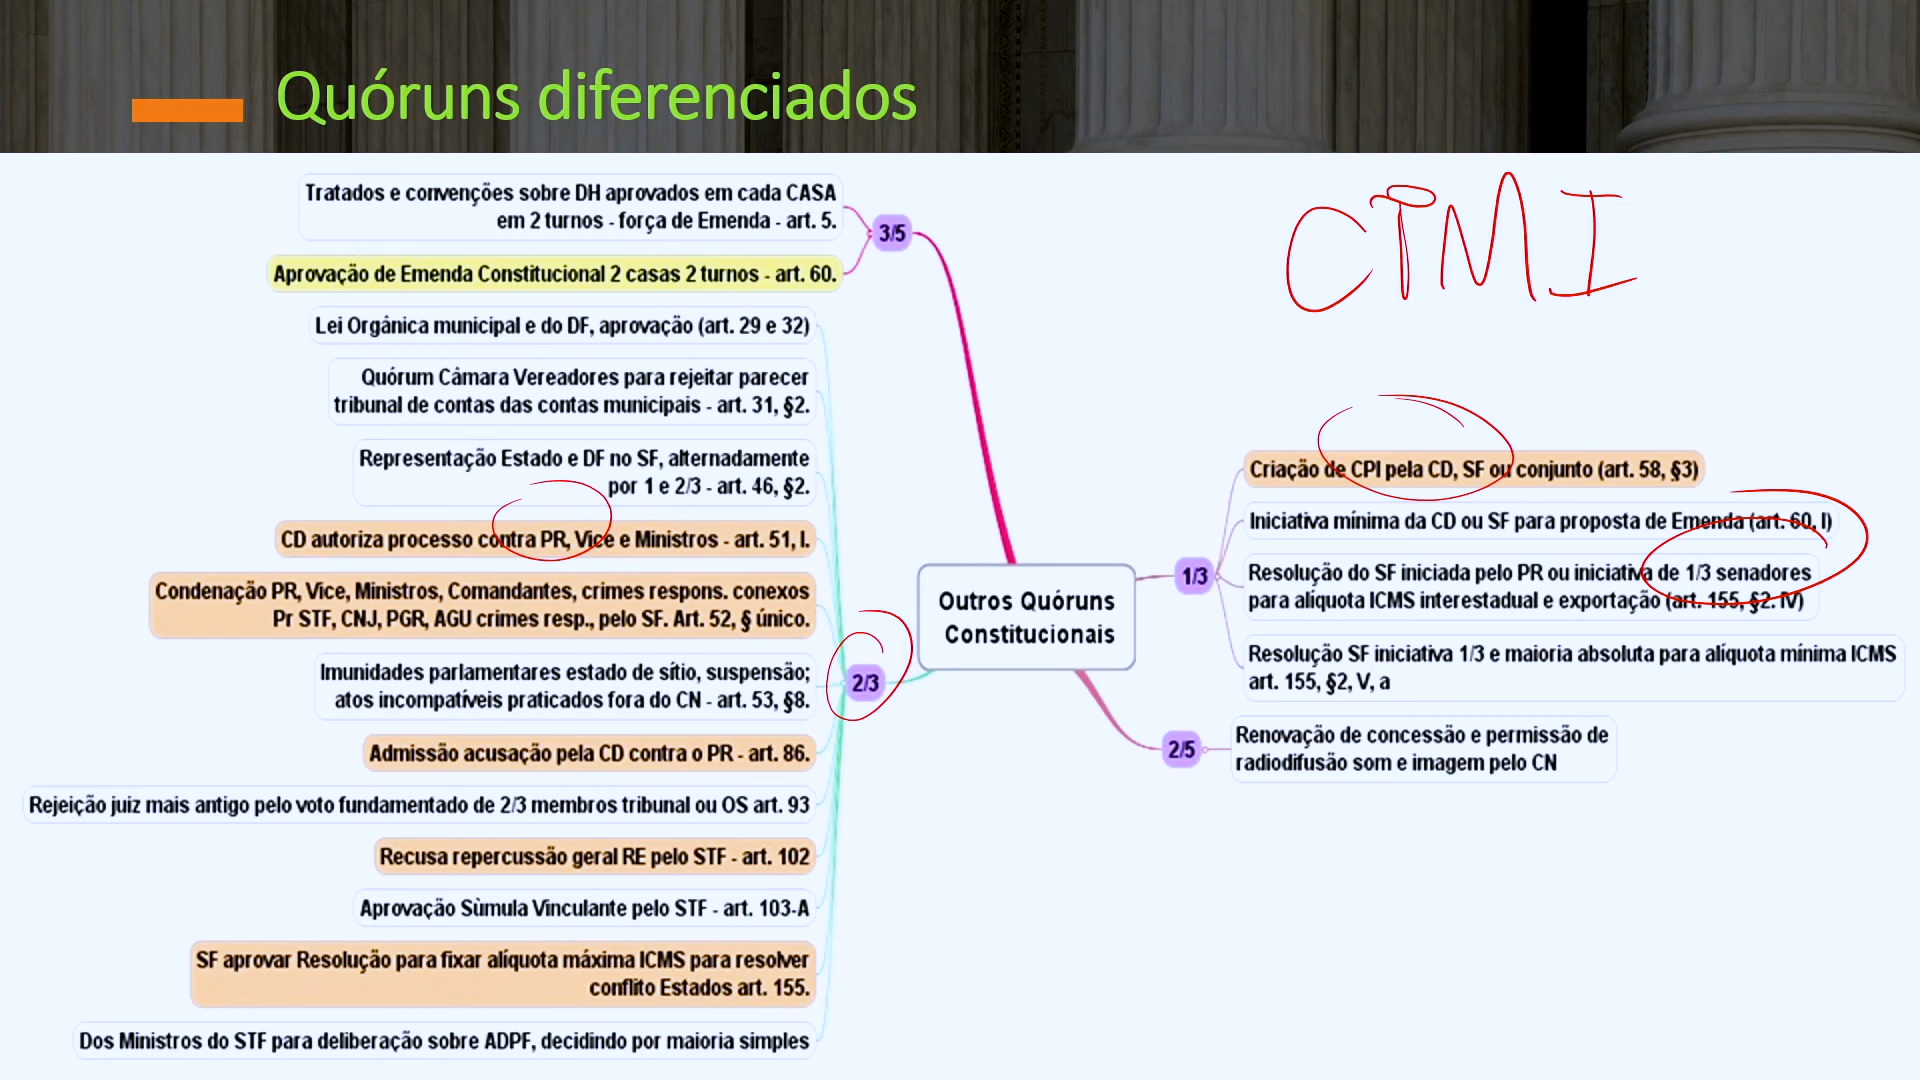 Quóruns diferenciados
Tratados e convenções sobre DH aprovados em cada CASA
em 2 turnos - força de Emenda - art. 5.
3/5
Aprovação de Emenda Constitucional 2 casas 2 turnos - art. 60.
Lei Orgânica municipal e do DF, aprovação (art. 29 e 32)
Quórum Câmara Vereadores para rejeitar parecer
tribunal de contas das contas municipais - art. 31, §2.
Representação Estado e DF no SF, alternadamente
por 1 e 2/3 - art. 46, §2.
CD autoriza processo contra PR, Vice e Ministros - art. 51, I.
Condenação PR, Vice, Ministros, Comandantes, crimes respons. conexos
Pr STF, CNJ, PGR, AGU crimes resp., pelo SF. Art. 52, § único.
Imunidades parlamentares estado de sítio, suspensão;
atos incompatíveis praticados fora do CN - art. 53, §8.
2/3
Admissão acusação pela CD contra o PR - art. 86.
Rejeição juiz mais antigo pelo voto fundamentado de 2/3 membros tribunal ou OS art. 93
Recusa repercussão geral RE pelo STF - art. 102
Aprovação Sùmula Vinculante pelo STF - art. 103-A
SF aprovar Resolução para fixar alíquota máxima ICMS para resolver
conflito Estados art. 155.
Dos Ministros do STF para deliberação sobre ADPF, decidindo por maioria simples
Outros Quóruns
Constitucionais
CPMI
Criação de CPI pela CD, SF ou conjunto (art. 58, §3)
Iniciativa mínima da CD ou SF para proposta de Emenda (art. 60, I)
1/3
Resolução do SF iniciada pelo PR ou iniciativa de 1/3 senadores
para alíquota ICMS interestadual e exportação (art. 155, §2. IV)
Resolução SF iniciativa 1/3 e maioria absoluta para alíquota mínima ICMS
art. 155, §2, V, a
2/5
Renovação de concessão e permissão de
radiodifusão som e imagem pelo CN